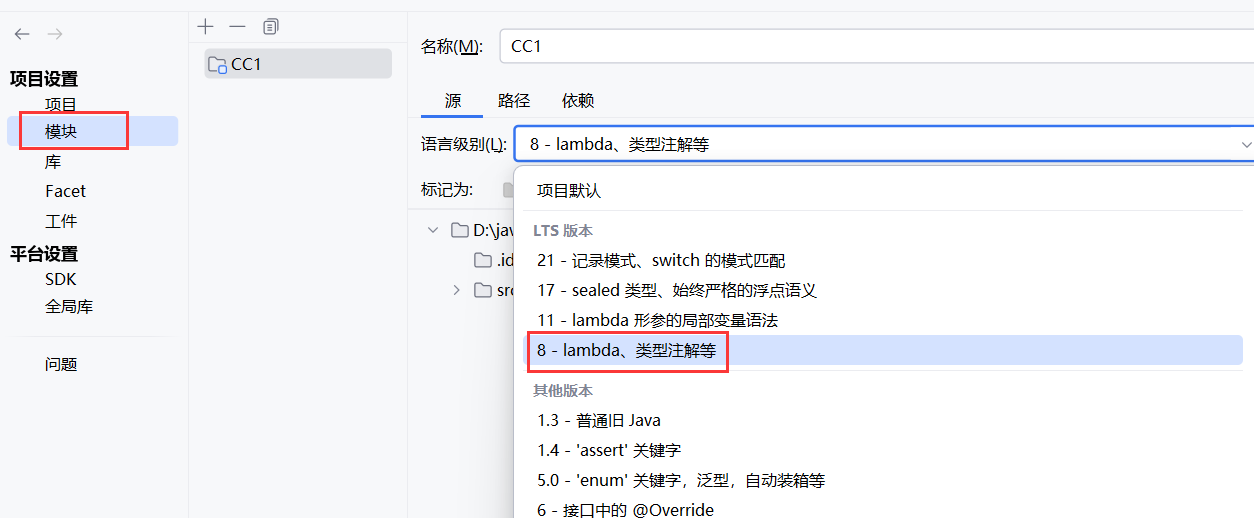 项目设置
项目
模块
库
Facet
工件
平台设置
SDK
全局库
问题
CC1
名称(M): CC1
源 路径 依赖
语言级别(L): 8 - lambda、类型注解等
标记为:
D:\jav
.id
src
项目默认
LTS 版本
21 - 记录模式、switch 的模式匹配
17 - sealed 类型、始终严格的浮点语义
11 - lambda 形参的局部变量语法
8 - lambda、类型注解等
其他版本
1.3 - 普通旧 Java
1.4 - 'assert' 关键字
5.0 - 'enum' 关键字，泛型，自动装箱等
6 - 接口中的 @Override